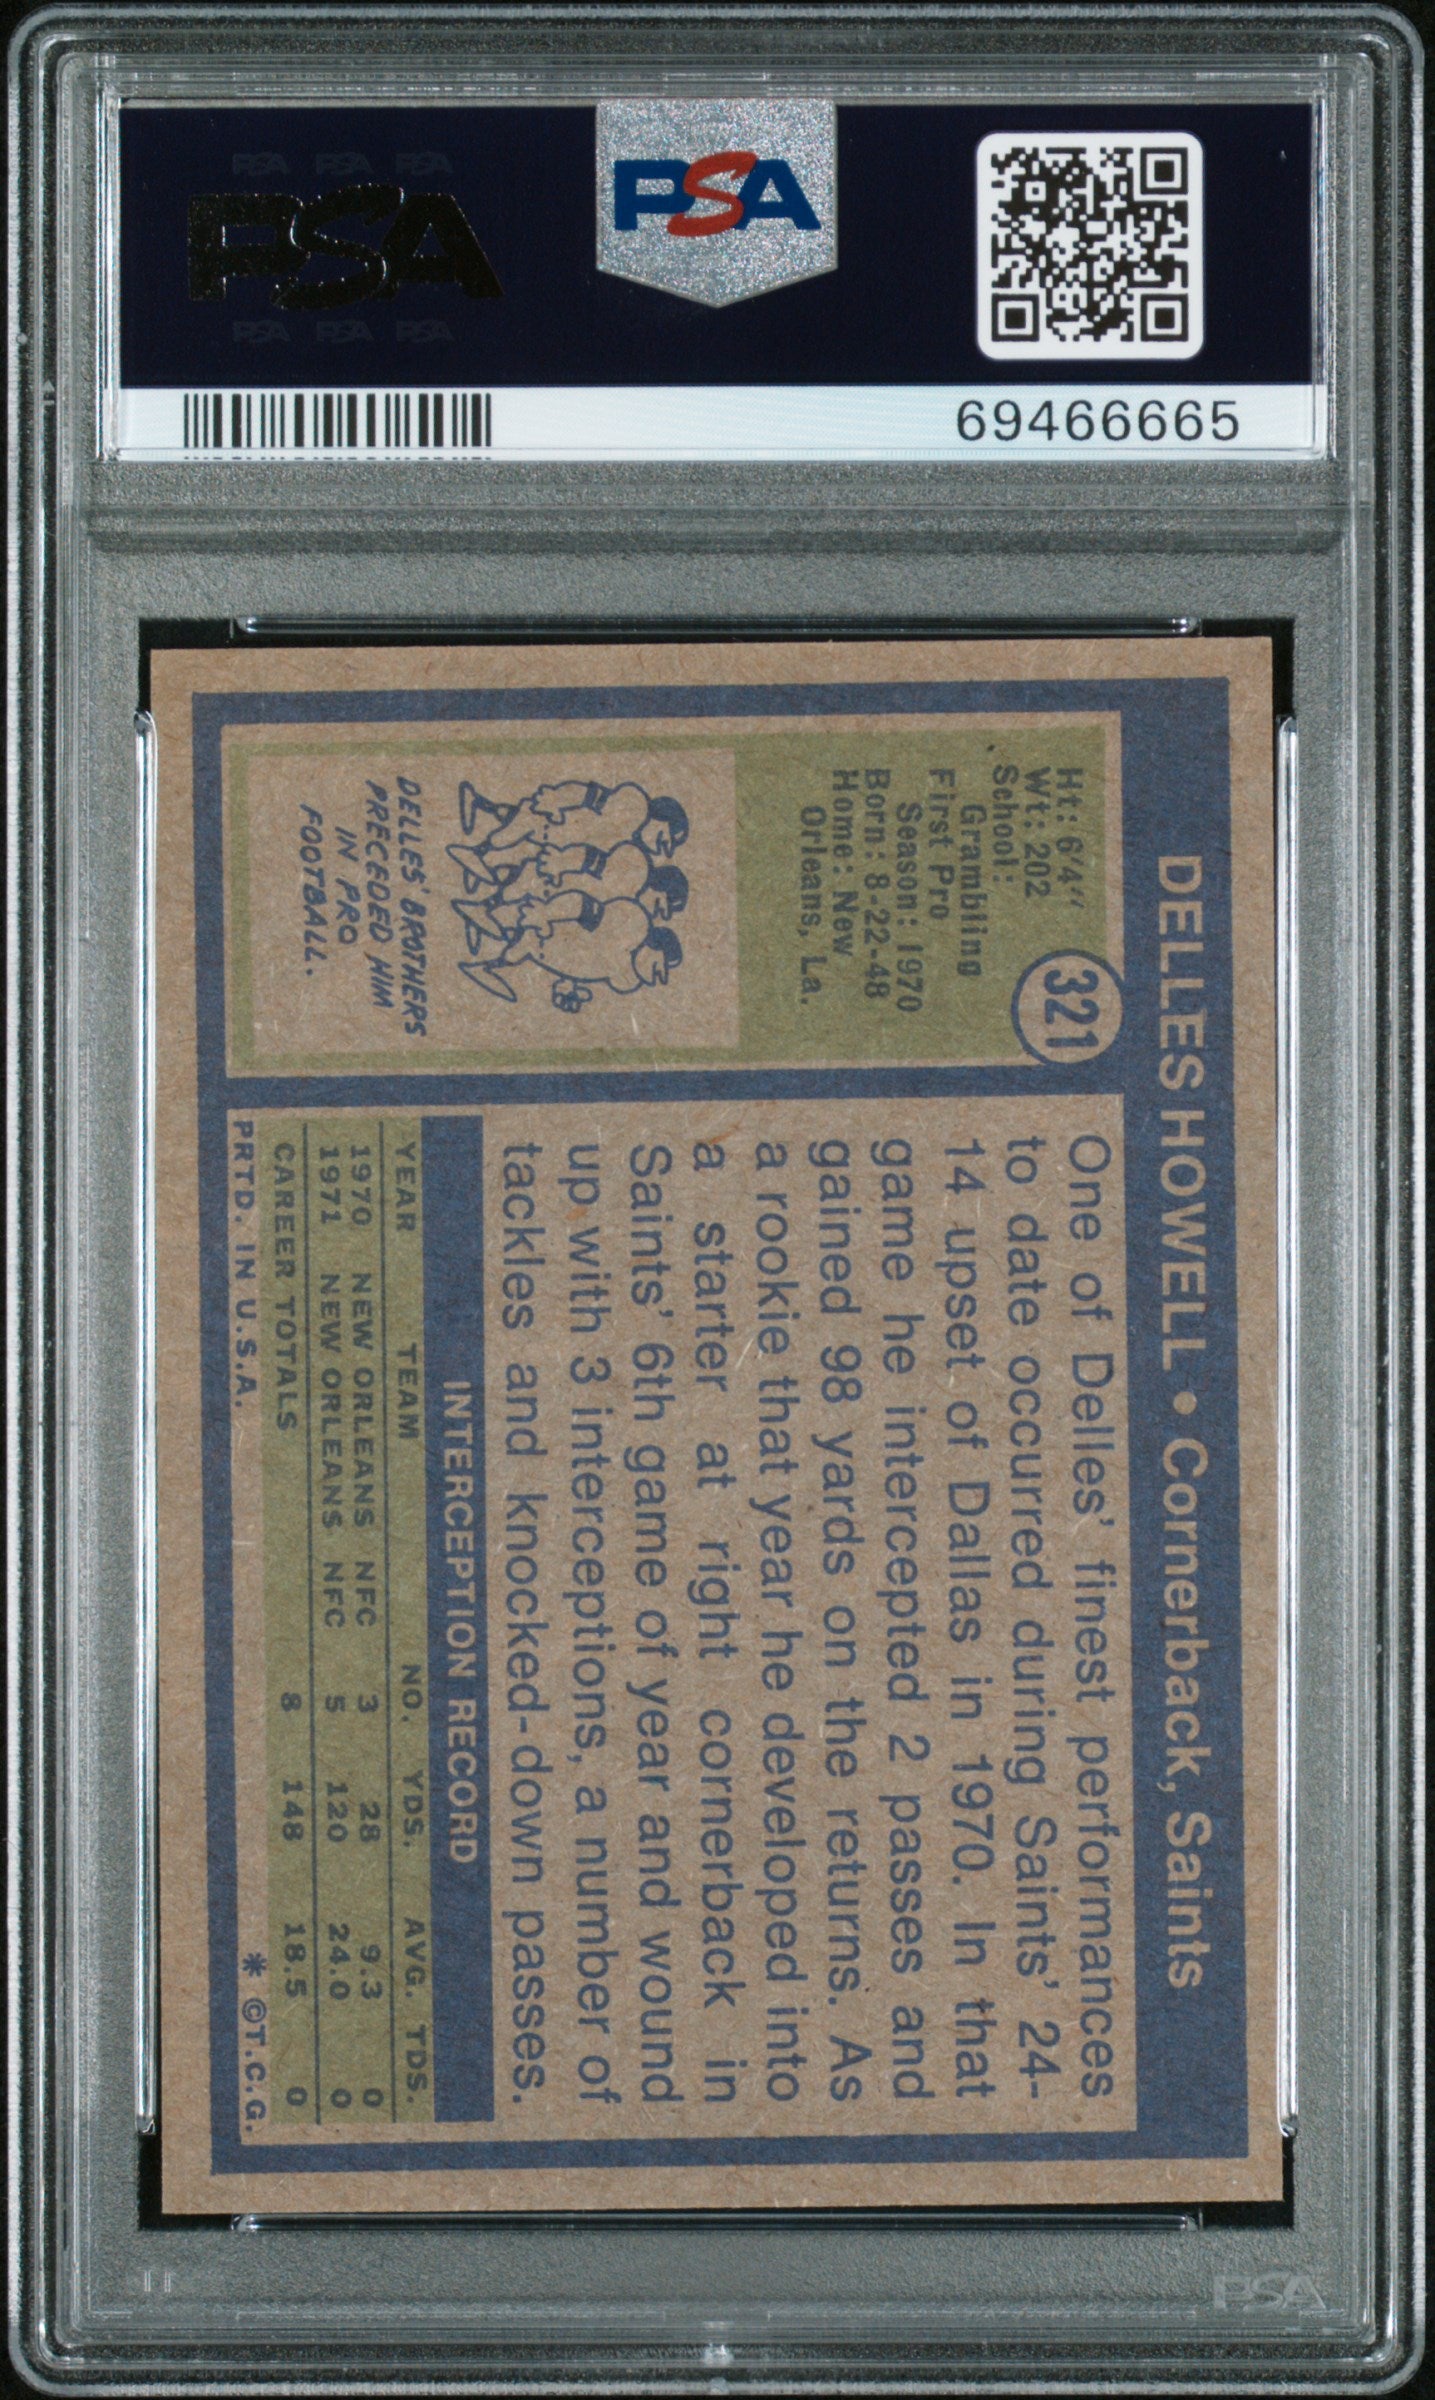 PSA PSA PSA
PSA
PSA PSA PSA
PSA
69466665
DELLES HOWELL • Cornerback, Saints
321
Ht: 6'4"
Wt: 202
School:
Grambling
First Pro
Season: 1970
Born: 8-22-48
Home: New
Orleans, La.
DELLES' BROTHERS
PRECEDED HIM
IN PRO
FOOTBALL.
One of Delles' finest performances
to date occurred during Saints' 24-
14 upset of Dallas in 1970. In that
game he intercepted 2 passes and
gained 98 yards on the returns. As
a rookie that year he developed into
a starter at right cornerback in
Saints' 6th game of year and wound
up with 3 interceptions, a number of
tackles and knocked-down passes.
INTERCEPTION RECORD
YEAR TEAM NO. YDS. AVG. TDS.
1970 NEW ORLEANS NFC 3 28 9.3 0
1971 NEW ORLEANS NFC 5 120 24.0 0
CAREER TOTALS 8 148 18.5 0
PRTD. IN U.S.A. * ©T.C.G.
PSA